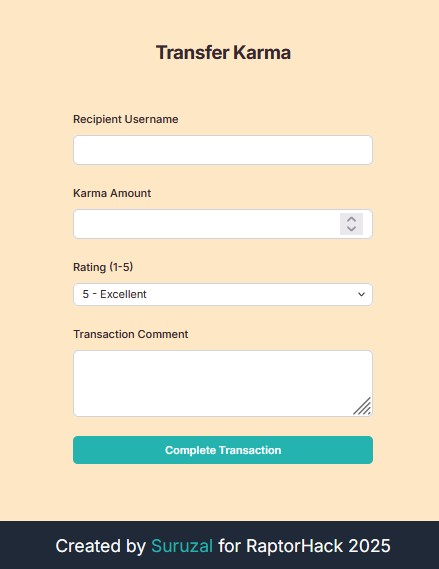 Transfer Karma
Recipient Username
Karma Amount
Rating (1-5)
5 - Excellent
Transaction Comment
Complete Transaction
Created by Suruzal for RaptorHack 2025